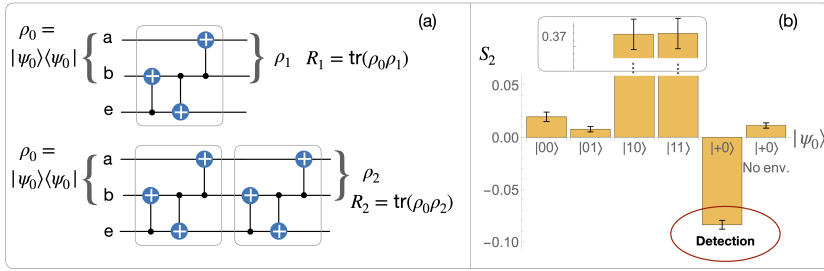 (a)
ρ₀ =
|ψ₀⟩⟨ψ₀|
a
b
e
ρ₁ R₁ = tr(ρ₀ρ₁)
ρ₀ =
|ψ₀⟩⟨ψ₀|
a
b
e
ρ₂
R₂ = tr(ρ₀ρ₂)
(b)
S₂
0.37
0.05
0.00
−0.05
−0.10
|00⟩ |01⟩ |10⟩ |11⟩ |+0⟩ |+0⟩ |ψ₀⟩
No env.
Detection